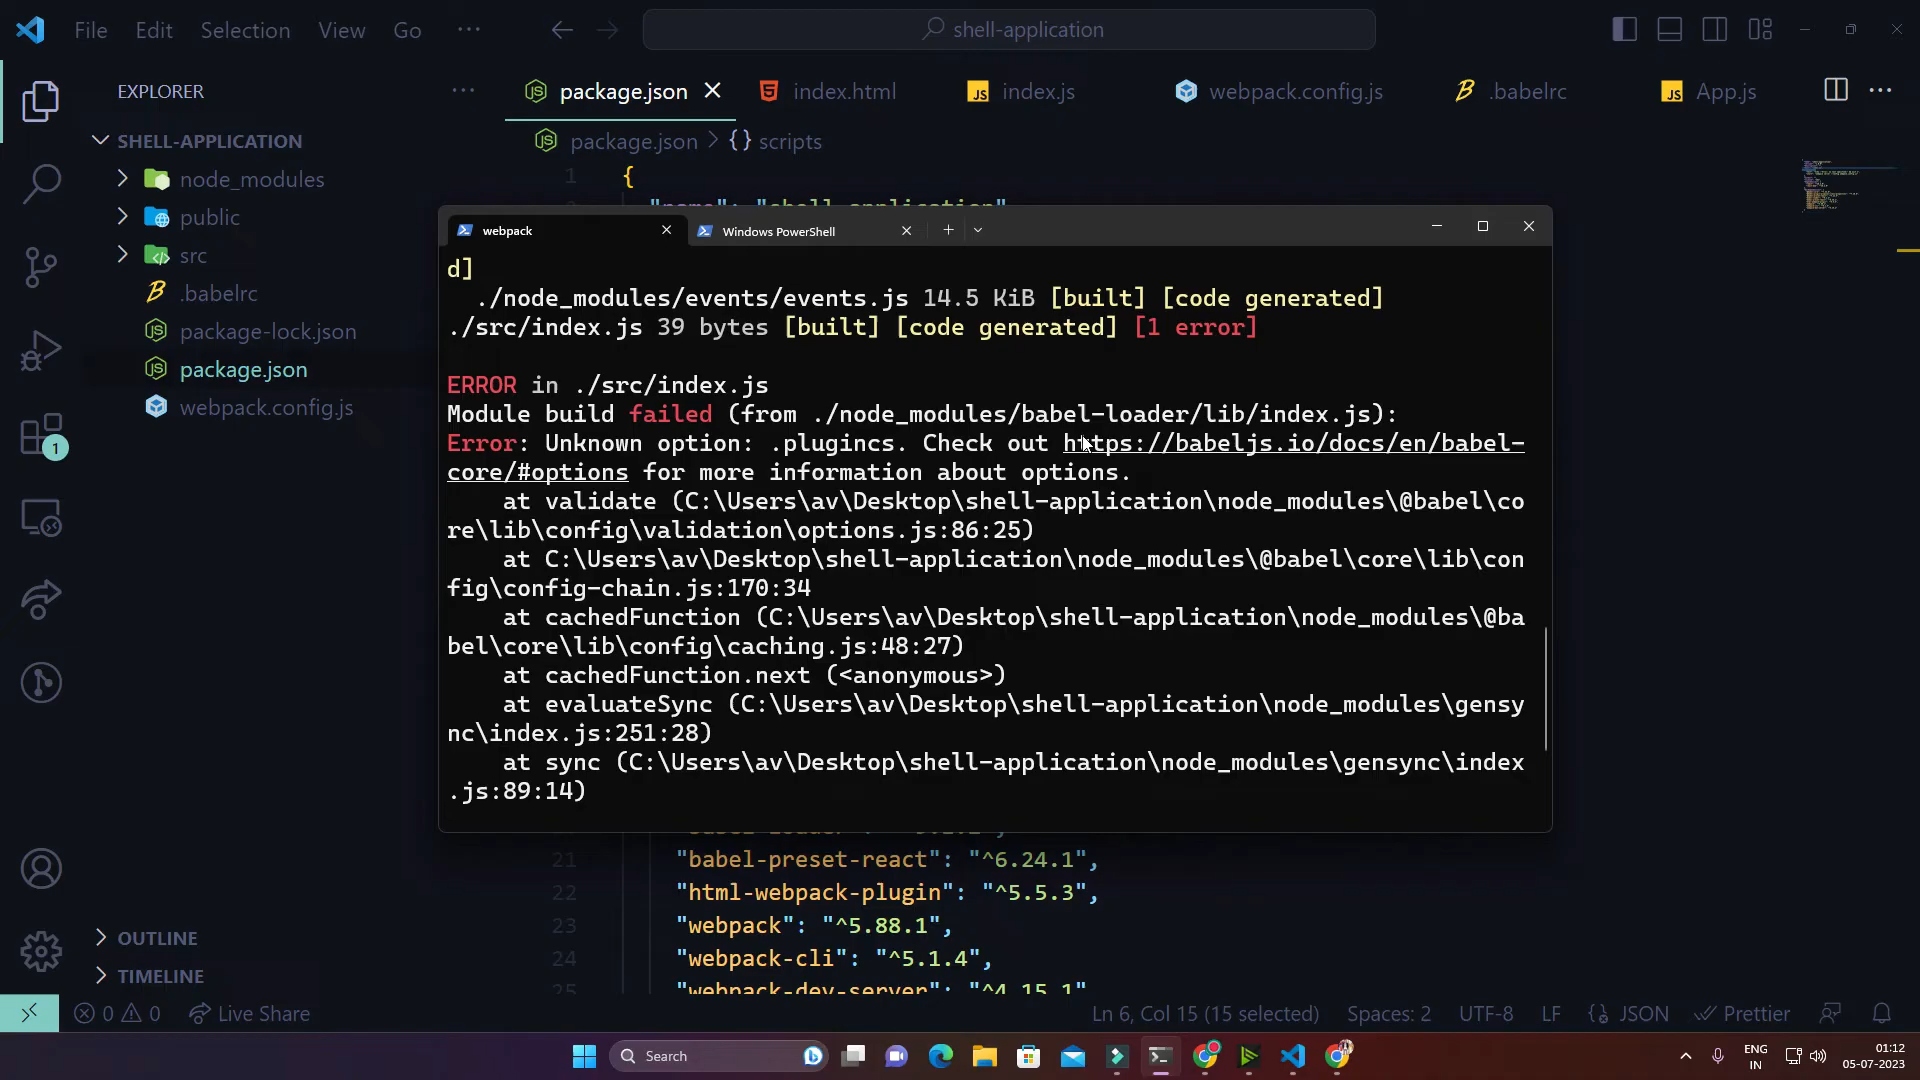 File Edit Selection View Go ···
shell-application
EXPLORER
SHELL-APPLICATION
node_modules
public
src
.babelrc
package-lock.json
package.json
webpack.config.js
OUTLINE
TIMELINE
package.json index.html index.js webpack.config.js .babelrc App.js
package.json > {} scripts
1 {
"name": "shell-application"
webpack Windows PowerShell
d]
./node_modules/events/events.js 14.5 KiB [built] [code generated]
./src/index.js 39 bytes [built] [code generated] [1 error]
ERROR in ./src/index.js
Module build failed (from ./node_modules/babel-loader/lib/index.js):
Error: Unknown option: .plugincs. Check out https://babeljs.io/docs/en/babel-
core/#options for more information about options.
at validate (C:\Users\av\Desktop\shell-application\node_modules\@babel\co
re\lib\config\validation\options.js:86:25)
at C:\Users\av\Desktop\shell-application\node_modules\@babel\core\lib\con
fig\config-chain.js:170:34
at cachedFunction (C:\Users\av\Desktop\shell-application\node_modules\@ba
bel\core\lib\config\caching.js:48:27)
at cachedFunction.next (<anonymous>)
at evaluateSync (C:\Users\av\Desktop\shell-application\node_modules\gensy
nc\index.js:251:28)
at sync (C:\Users\av\Desktop\shell-application\node_modules\gensync\index
.js:89:14)
21 "babel-preset-react": "^6.24.1",
22 "html-webpack-plugin": "^5.5.3",
23 "webpack": "^5.88.1",
24 "webpack-cli": "^5.1.4",
25 "webpack-dev-server": "^4.15.1"
1
0 0 Live Share Ln 6, Col 15 (15 selected) Spaces: 2 UTF-8 LF {} JSON Prettier
Search
ENG
IN
01:12
05-07-2023